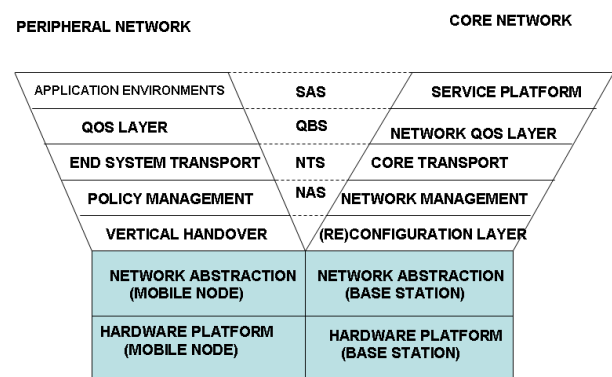 PERIPHERAL NETWORK
CORE NETWORK
APPLICATION ENVIRONMENTS
SAS
SERVICE PLATFORM
QOS LAYER
QBS
NETWORK QOS LAYER
END SYSTEM TRANSPORT
NTS
CORE TRANSPORT
POLICY MANAGEMENT
NAS
NETWORK MANAGEMENT
VERTICAL HANDOVER
(RE)CONFIGURATION LAYER
NETWORK ABSTRACTION
(MOBILE NODE)
NETWORK ABSTRACTION
(BASE STATION)
HARDWARE PLATFORM
(MOBILE NODE)
HARDWARE PLATFORM
(BASE STATION)